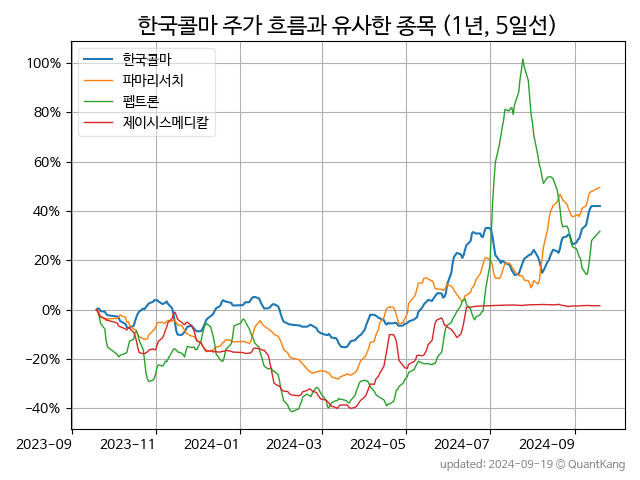 한국콜마 주가 흐름과 유사한 종목 (1년, 5일선)
한국콜마
파마리서치
펩트론
제이시스메디칼
100%
80%
60%
40%
20%
0%
−20%
−40%
2023-09
2023-11
2024-01
2024-03
2024-05
2024-07
2024-09
updated: 2024-09-19 © QuantKang